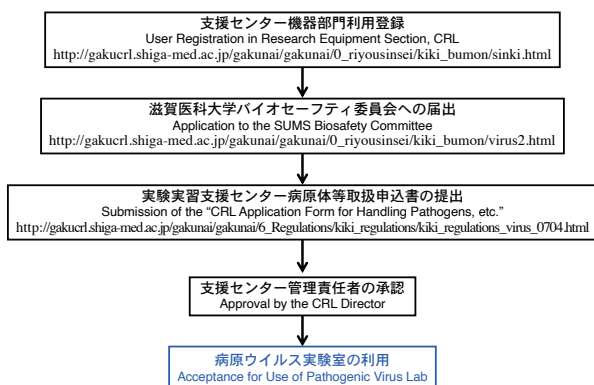 支援センター機器部門利用登録
User Registration in Research Equipment Section, CRL
http://gakucrl.shiga-med.ac.jp/gakunai/gakunai/0_riyousinsei/kiki_bumon/sinki.html
滋賀医科大学バイオセーフティ委員会への届出
Application to the SUMS Biosafety Committee
http://gakucrl.shiga-med.ac.jp/gakunai/gakunai/0_riyousinsei/kiki_bumon/virus2.html
実験実習支援センター病原体等取扱申込書の提出
Submission of the “CRL Application Form for Handling Pathogens, etc.”
http://gakucrl.shiga-med.ac.jp/gakunai/gakunai/6_Regulations/kiki_regulations/kiki_regulations_virus_0704.html
支援センター管理責任者の承認
Approval by the CRL Director
病原ウイルス実験室の利用
Acceptance for Use of Pathogenic Virus Lab